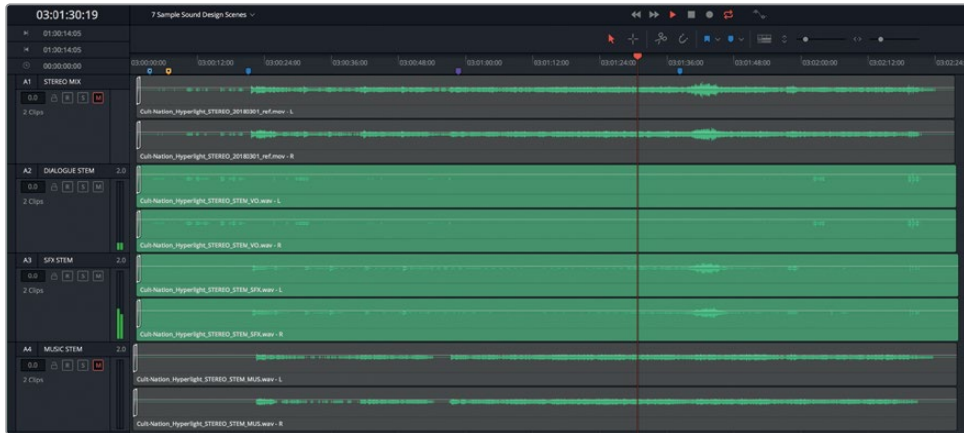 03:01:30:19
7 Sample Sound Design Scenes
01:00:14:05
01:00:14:05
00:00:00:00
03:00:00:00 03:00:12:00 03:00:24:00 03:00:36:00 03:00:48:00 03:01:00:00 03:01:12:00 03:01:24:00 03:01:36:00 03:01:48:00 03:02:00:00 03:02:12:00 03:02:24
A1 STEREO MIX
0.0 R S M
2 Clips
Cult-Nation_Hyperlight_STEREO_20180301_ref.mov - L
Cult-Nation_Hyperlight_STEREO_20180301_ref.mov - R
A2 DIALOGUE STEM 2.0
0.0 R S M
2 Clips
Cult-Nation_Hyperlight_STEREO_STEM_VO.wav - L
Cult-Nation_Hyperlight_STEREO_STEM_VO.wav - R
A3 SFX STEM 2.0
0.0 R S M
2 Clips
Cult-Nation_Hyperlight_STEREO_STEM_SFX.wav - L
Cult-Nation_Hyperlight_STEREO_STEM_SFX.wav - R
A4 MUSIC STEM 2.0
0.0 R S M
2 Clips
Cult-Nation_Hyperlight_STEREO_STEM_MUS.wav - L
Cult-Nation_Hyperlight_STEREO_STEM_MUS.wav - R